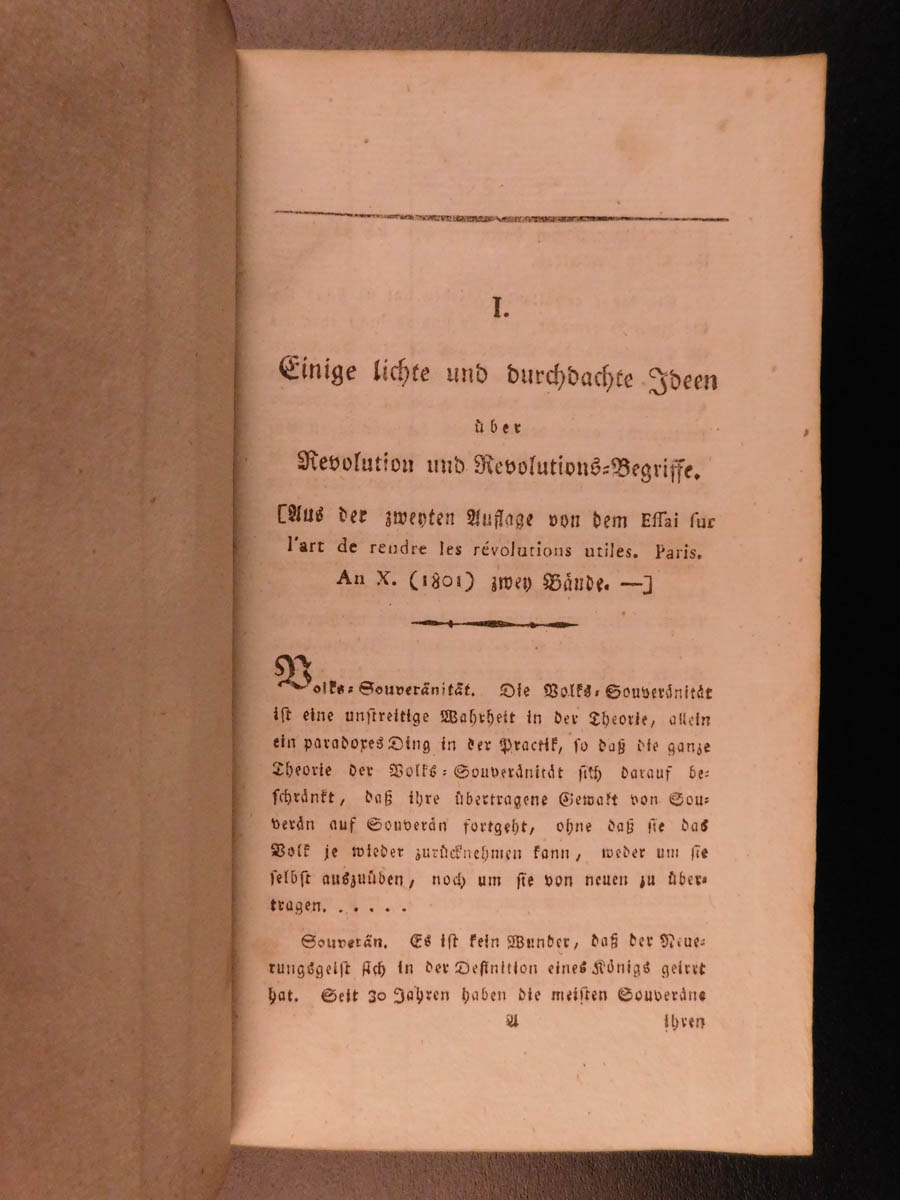 I.
Einige lichte und durchdachte Ideen
über
Revolution und Revolutions-Begriffe.
[Aus der zweyten Auflage von dem Essai sur
l'art de rendre les révolutions utiles. Paris.
An X. (1801) zwey Bände. —]
Volks-Souveränität. Die Volks-Souveränität
ist eine unstreitige Wahrheit in der Theorie, allein
ein paradoxes Ding in der Practik, so daß die ganze
Theorie der Volks-Souveränität sich darauf be-
schränkt, daß ihre übertragene Gewalt von Sou-
verän auf Souverän fortgeht, ohne daß sie das
Volk je wieder zurücknehmen kann, weder um sie
selbst auszuüben, noch um sie von neuen zu über-
tragen. . . . . .
Souverän. Es ist kein Wunder, daß der Neue-
rungsgeist sich in der Definition eines Königs geirrt
hat. Seit 30 Jahren haben die meisten Souveräne
A ihren